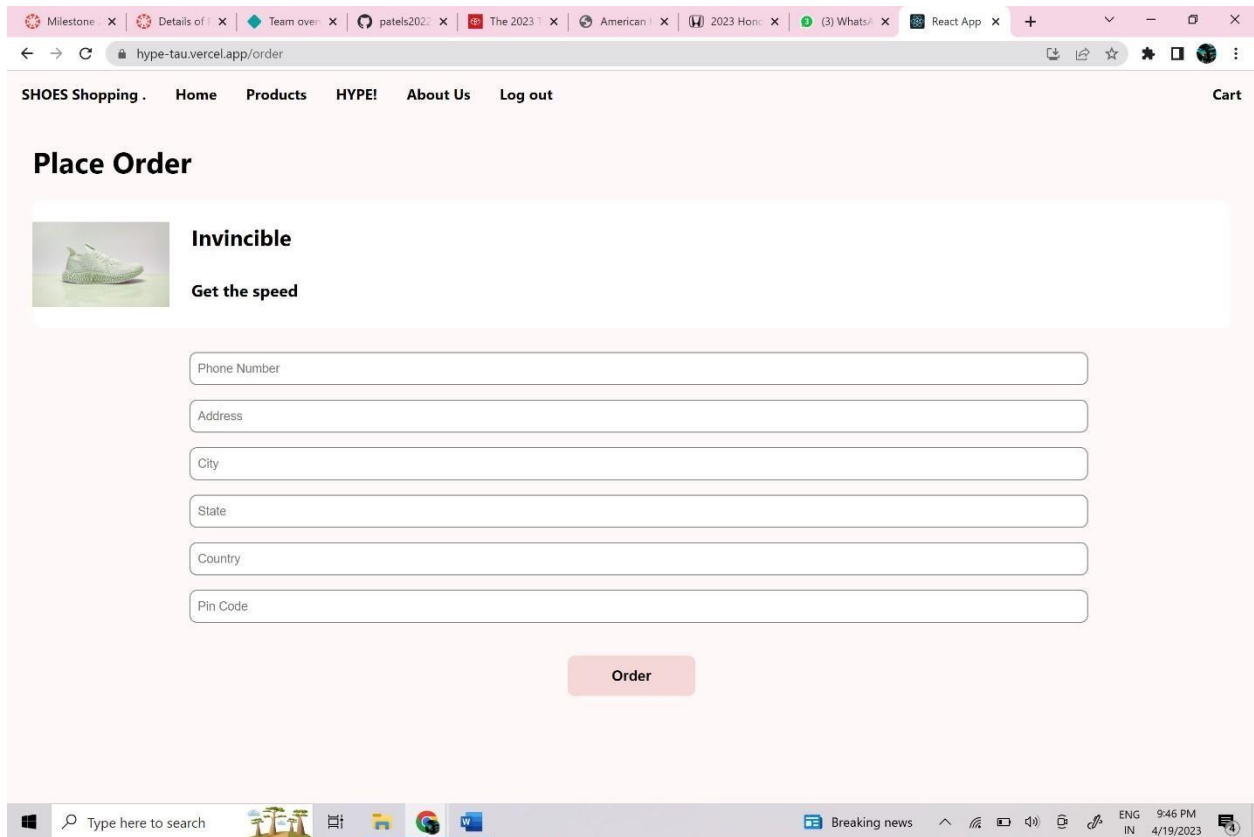 Milestone Details of Team over patels2022 The 2023 T American (3) WhatsA React App
hype-tau.vercel.app/order
SHOES Shopping . Home Products HYPE! About Us Log out Cart
Place Order
Invincible
Get the speed
Phone Number
Address
City
State
Country
Pin Code
Order
Type here to search Breaking news ENG 9:46 PM
IN 4/19/2023
4